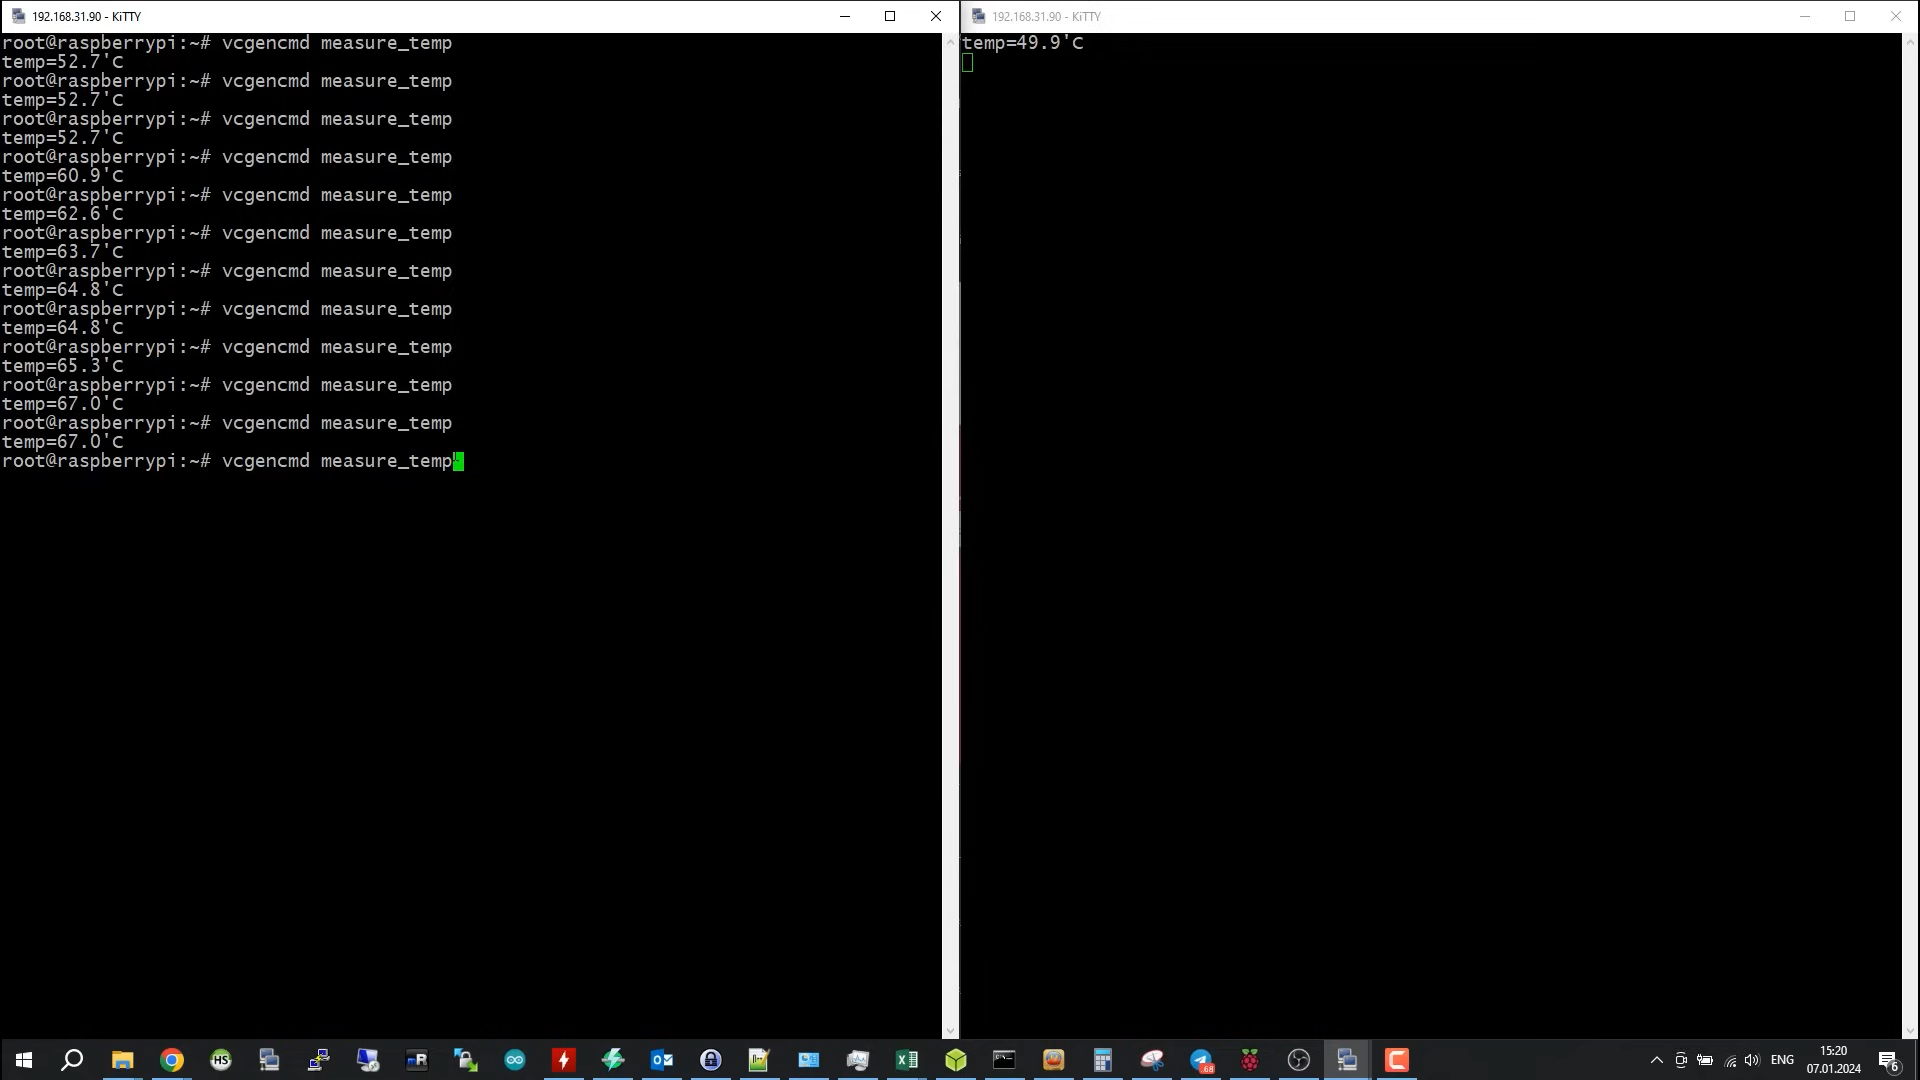 192.168.31.90 - KiTTY
root@raspberrypi:~# vcgencmd measure_temp
temp=52.7'C
root@raspberrypi:~# vcgencmd measure_temp
temp=52.7'C
root@raspberrypi:~# vcgencmd measure_temp
temp=52.7'C
root@raspberrypi:~# vcgencmd measure_temp
temp=60.9'C
root@raspberrypi:~# vcgencmd measure_temp
temp=62.6'C
root@raspberrypi:~# vcgencmd measure_temp
temp=63.7'C
root@raspberrypi:~# vcgencmd measure_temp
temp=64.8'C
root@raspberrypi:~# vcgencmd measure_temp
temp=64.8'C
root@raspberrypi:~# vcgencmd measure_temp
temp=65.3'C
root@raspberrypi:~# vcgencmd measure_temp
temp=67.0'C
root@raspberrypi:~# vcgencmd measure_temp
temp=67.0'C
root@raspberrypi:~# vcgencmd measure_temp
192.168.31.90 - KiTTY
temp=49.9'C
HS
R
.68
ENG
15:20
07.01.2024
6